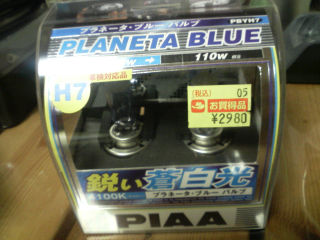 プラネータ・ブルー バルブ
PBYH7
PLANETA BLUE
110w
車検対応品
H7
(税込)
05
お買得品
¥2980
鋭い蒼白光
4100K
プラネータ・ブルー バルブ
PIAA